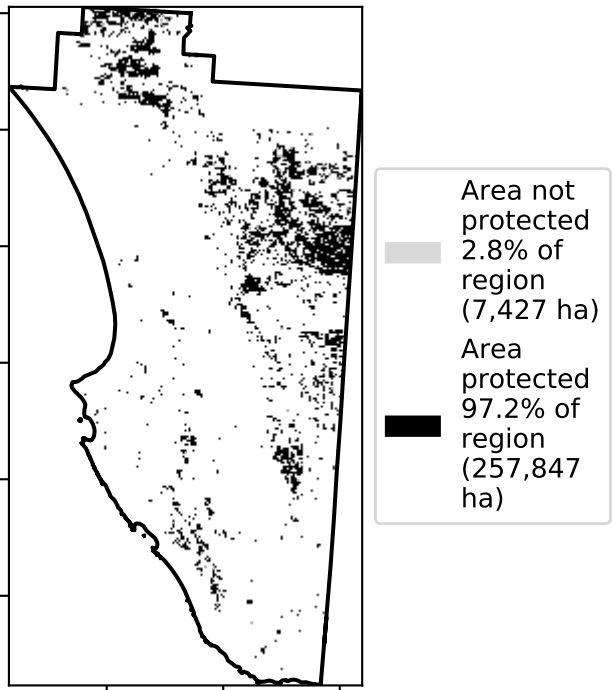 Area not
protected
2.8% of
region
(7,427 ha)
Area
protected
97.2% of
region
(257,847
ha)